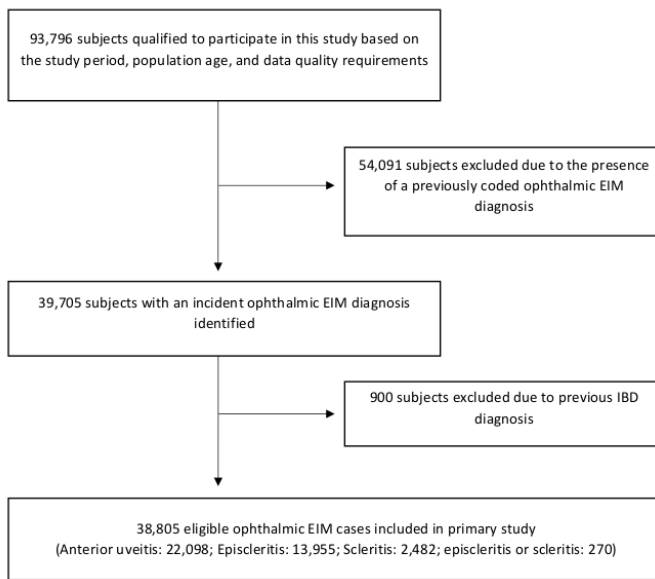 93,796 subjects qualified to participate in this study based on
the study period, population age, and data quality requirements
54,091 subjects excluded due to the presence
of a previously coded ophthalmic EIM
diagnosis
39,705 subjects with an incident ophthalmic EIM diagnosis
identified
900 subjects excluded due to previous IBD
diagnosis
38,805 eligible ophthalmic EIM cases included in primary study
(Anterior uveitis: 22,098; Episcleritis: 13,955; Scleritis: 2,482; episcleritis or scleritis: 270)